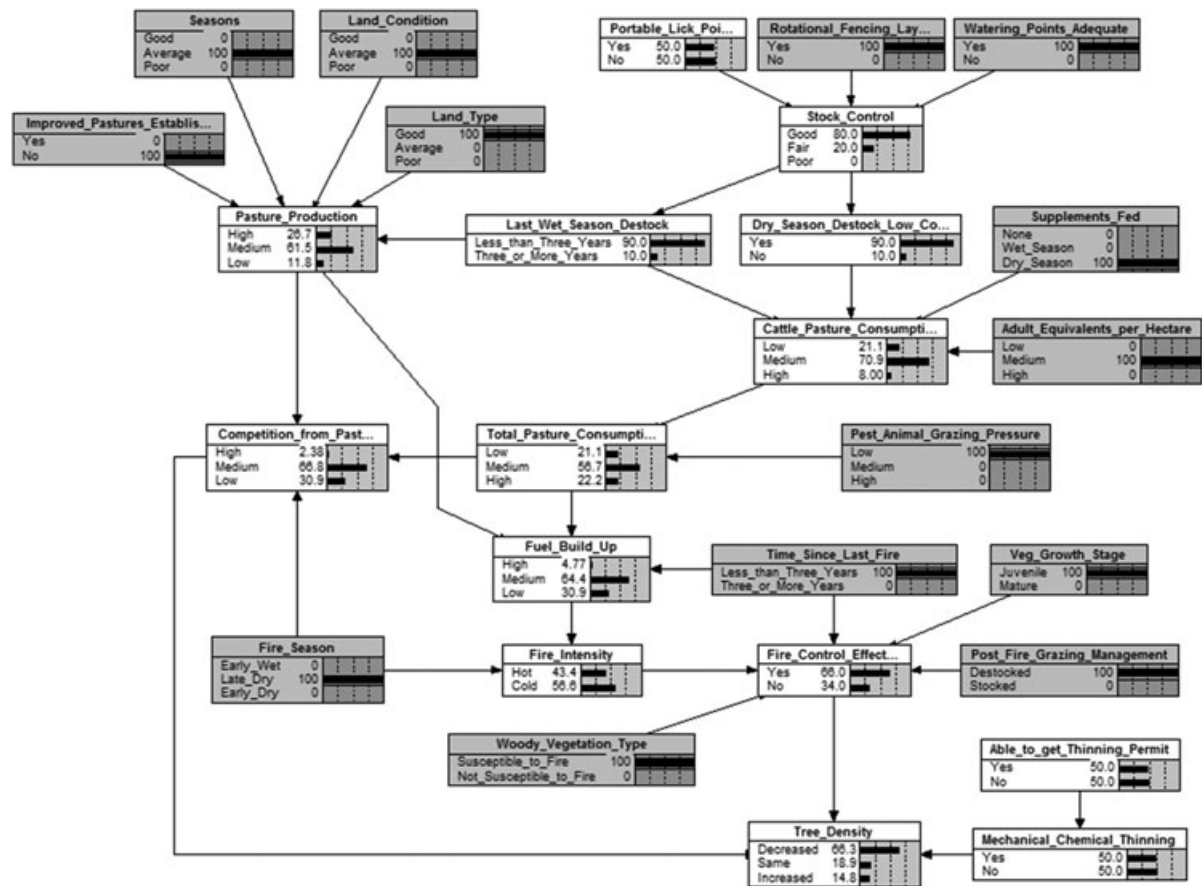 Seasons
Good 0
Average 100
Poor 0
Land_Condition
Good 0
Average 100
Poor 0
Portable_Lick_Poi...
Yes 50.0
No 50.0
Rotational_Fencing_Lay...
Yes 100
No 0
Watering_Points_Adequate
Yes 100
No 0
Improved_Pastures_Establis...
Yes 0
No 100
Land_Type
Good 100
Average 0
Poor 0
Stock_Control
Good 80.0
Fair 20.0
Poor 0
Pasture_Production
High 26.7
Medium 61.5
Low 11.8
Last_Wet_Season_Destock
Less_than_Three_Years 90.0
Three_or_More_Years 10.0
Dry_Season_Destock_Low_Co...
Yes 90.0
No 10.0
Supplements_Fed
None 0
Wet_Season 0
Dry_Season 100
Cattle_Pasture_Consumpti...
Low 21.1
Medium 70.9
High 8.00
Adult_Equivalents_per_Hectare
Low 0
Medium 100
High 0
Competition_from_Past...
High 2.38
Medium 66.8
Low 30.9
Total_Pasture_Consumpti...
Low 21.1
Medium 56.7
High 22.2
Pest_Animal_Grazing_Pressure
Low 100
Medium 0
High 0
Fuel_Build_Up
High 4.77
Medium 64.4
Low 30.9
Time_Since_Last_Fire
Less_than_Three_Years 100
Three_or_More_Years 0
Veg_Growth_Stage
Juvenile 100
Mature 0
Fire_Season
Early_Wet 0
Late_Dry 100
Early_Dry 0
Fire_Intensity
Hot 43.4
Cold 56.6
Fire_Control_Effect...
Yes 66.0
No 34.0
Post_Fire_Grazing_Management
Destocked 100
Stocked 0
Woody_Vegetation_Type
Susceptible_to_Fire 100
Not_Susceptible_to_Fire 0
Able_to_get_Thinning_Permit
Yes 50.0
No 50.0
Tree_Density
Decreased 66.3
Same 18.9
Increased 14.8
Mechanical_Chemical_Thinning
Yes 50.0
No 50.0